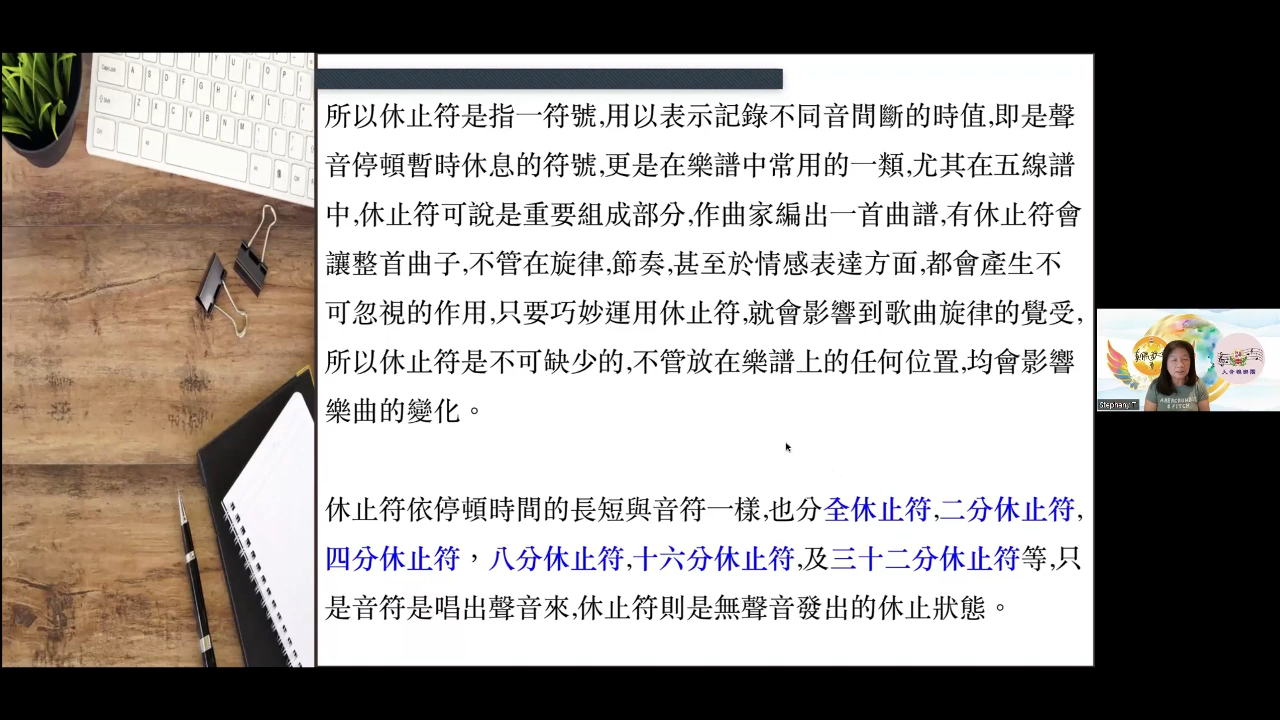 所以休止符是指一符號,用以表示記錄不同音間斷的時值,即是聲
音停頓暫時休息的符號,更是在樂譜中常用的一類,尤其在五線譜
中,休止符可說是重要組成部分,作曲家編出一首曲譜,有休止符會
讓整首曲子,不管在旋律,節奏,甚至於情感表達方面,都會產生不
可忽視的作用,只要巧妙運用休止符,就會影響到歌曲旋律的覺受,
所以休止符是不可缺少的,不管放在樂譜上的任何位置,均會影響
樂曲的變化。
休止符依停頓時間的長短與音符一樣,也分全休止符,二分休止符,
四分休止符，八分休止符,十六分休止符,及三十二分休止符等,只
是音符是唱出聲音來,休止符則是無聲音發出的休止狀態。
ABERCROMBIE
& FITCH